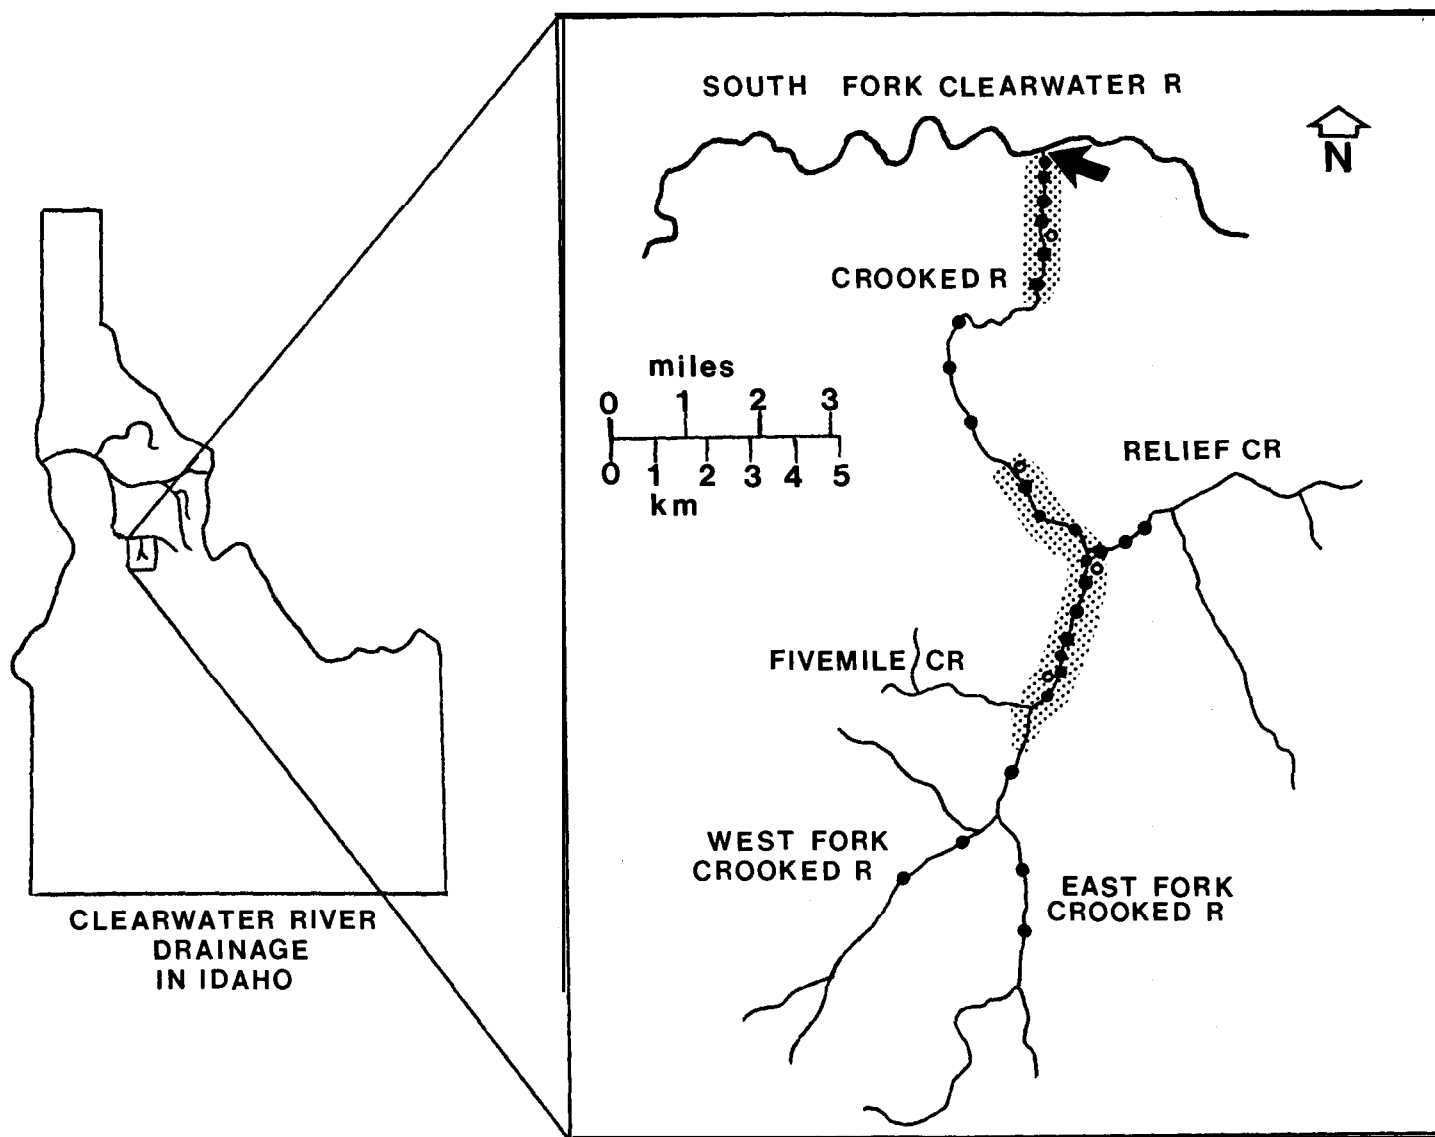 SOUTH FORK CLEARWATER R
N
CROOKED R
miles
0 1 2 3
0 1 2 3 4 5
km
RELIEF CR
FIVEMILE CR
WEST FORK
CROOKED R
EAST FORK
CROOKED R
CLEARWATER RIVER
DRAINAGE
IN IDAHO